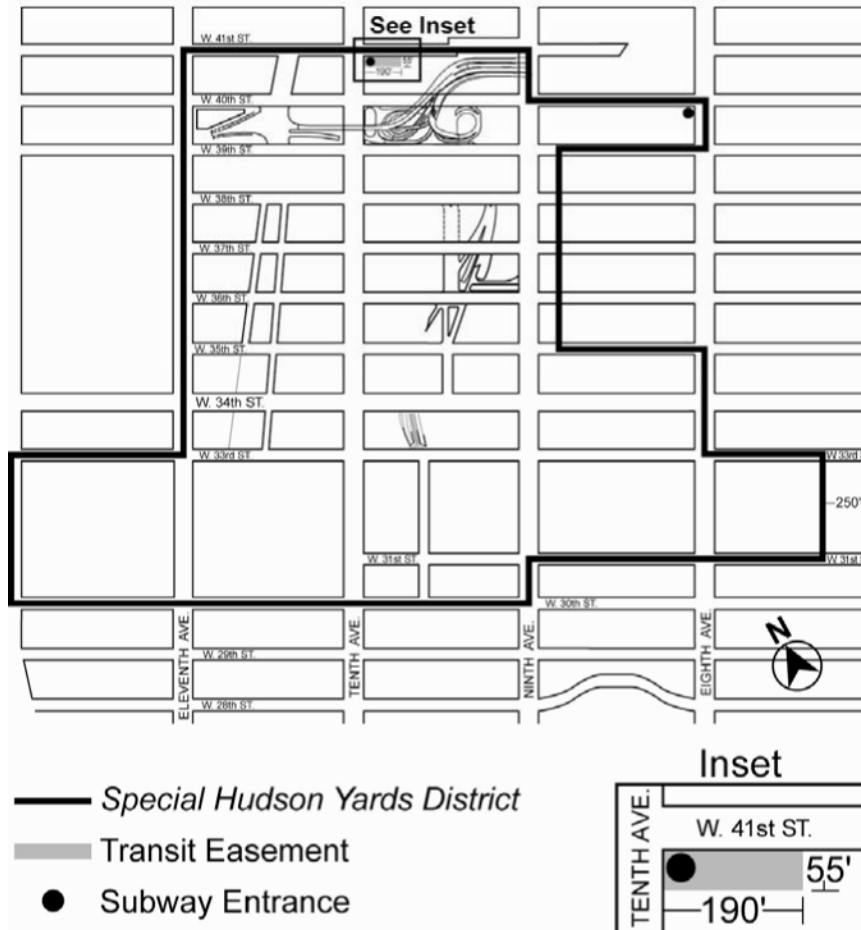 See Inset
W. 41st ST.
55'
190'
W. 40th ST.
W. 39th ST.
W. 38th ST.
W. 37th ST.
W. 36th ST.
W. 35th ST.
W. 34th ST.
W. 33rd ST.
W 33rd
250'
W. 31st ST.
W 31st
W. 30th ST.
ELEVENTH AVE.
TENTH AVE.
NINTH AVE.
EIGHTH AVE.
N
W. 29th ST.
W. 28th ST.
Inset
Special Hudson Yards District
Transit Easement
Subway Entrance
TENTH AVE.
W. 41st ST.
55'
190'